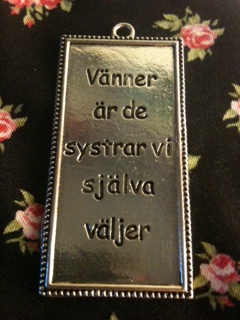 Vänner
är de
systrar vi
själva
väljer